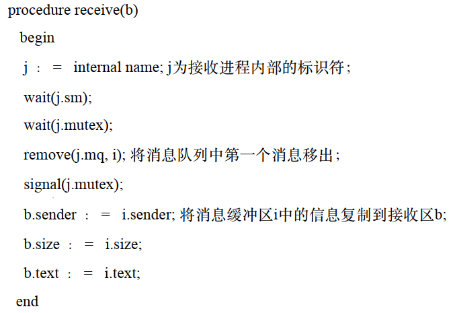 procedure receive(b)
begin
j : = internal name; j为接收进程内部的标识符;
wait(j.sm);
wait(j.mutex);
remove(j.mq, i); 将消息队列中第一个消息移出;
signal(j.mutex);
b.sender : = i.sender; 将消息缓冲区i中的信息复制到接收区b;
b.size : = i.size;
b.text : = i.text;
end